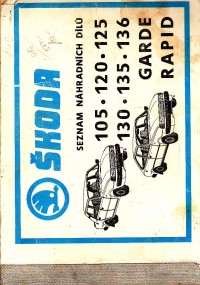 ŠKODA
SEZNAM NÁHRADNÍCH DÍLŮ
105 • 120 • 125
130 • 135 • 136
GARDE
RAPID